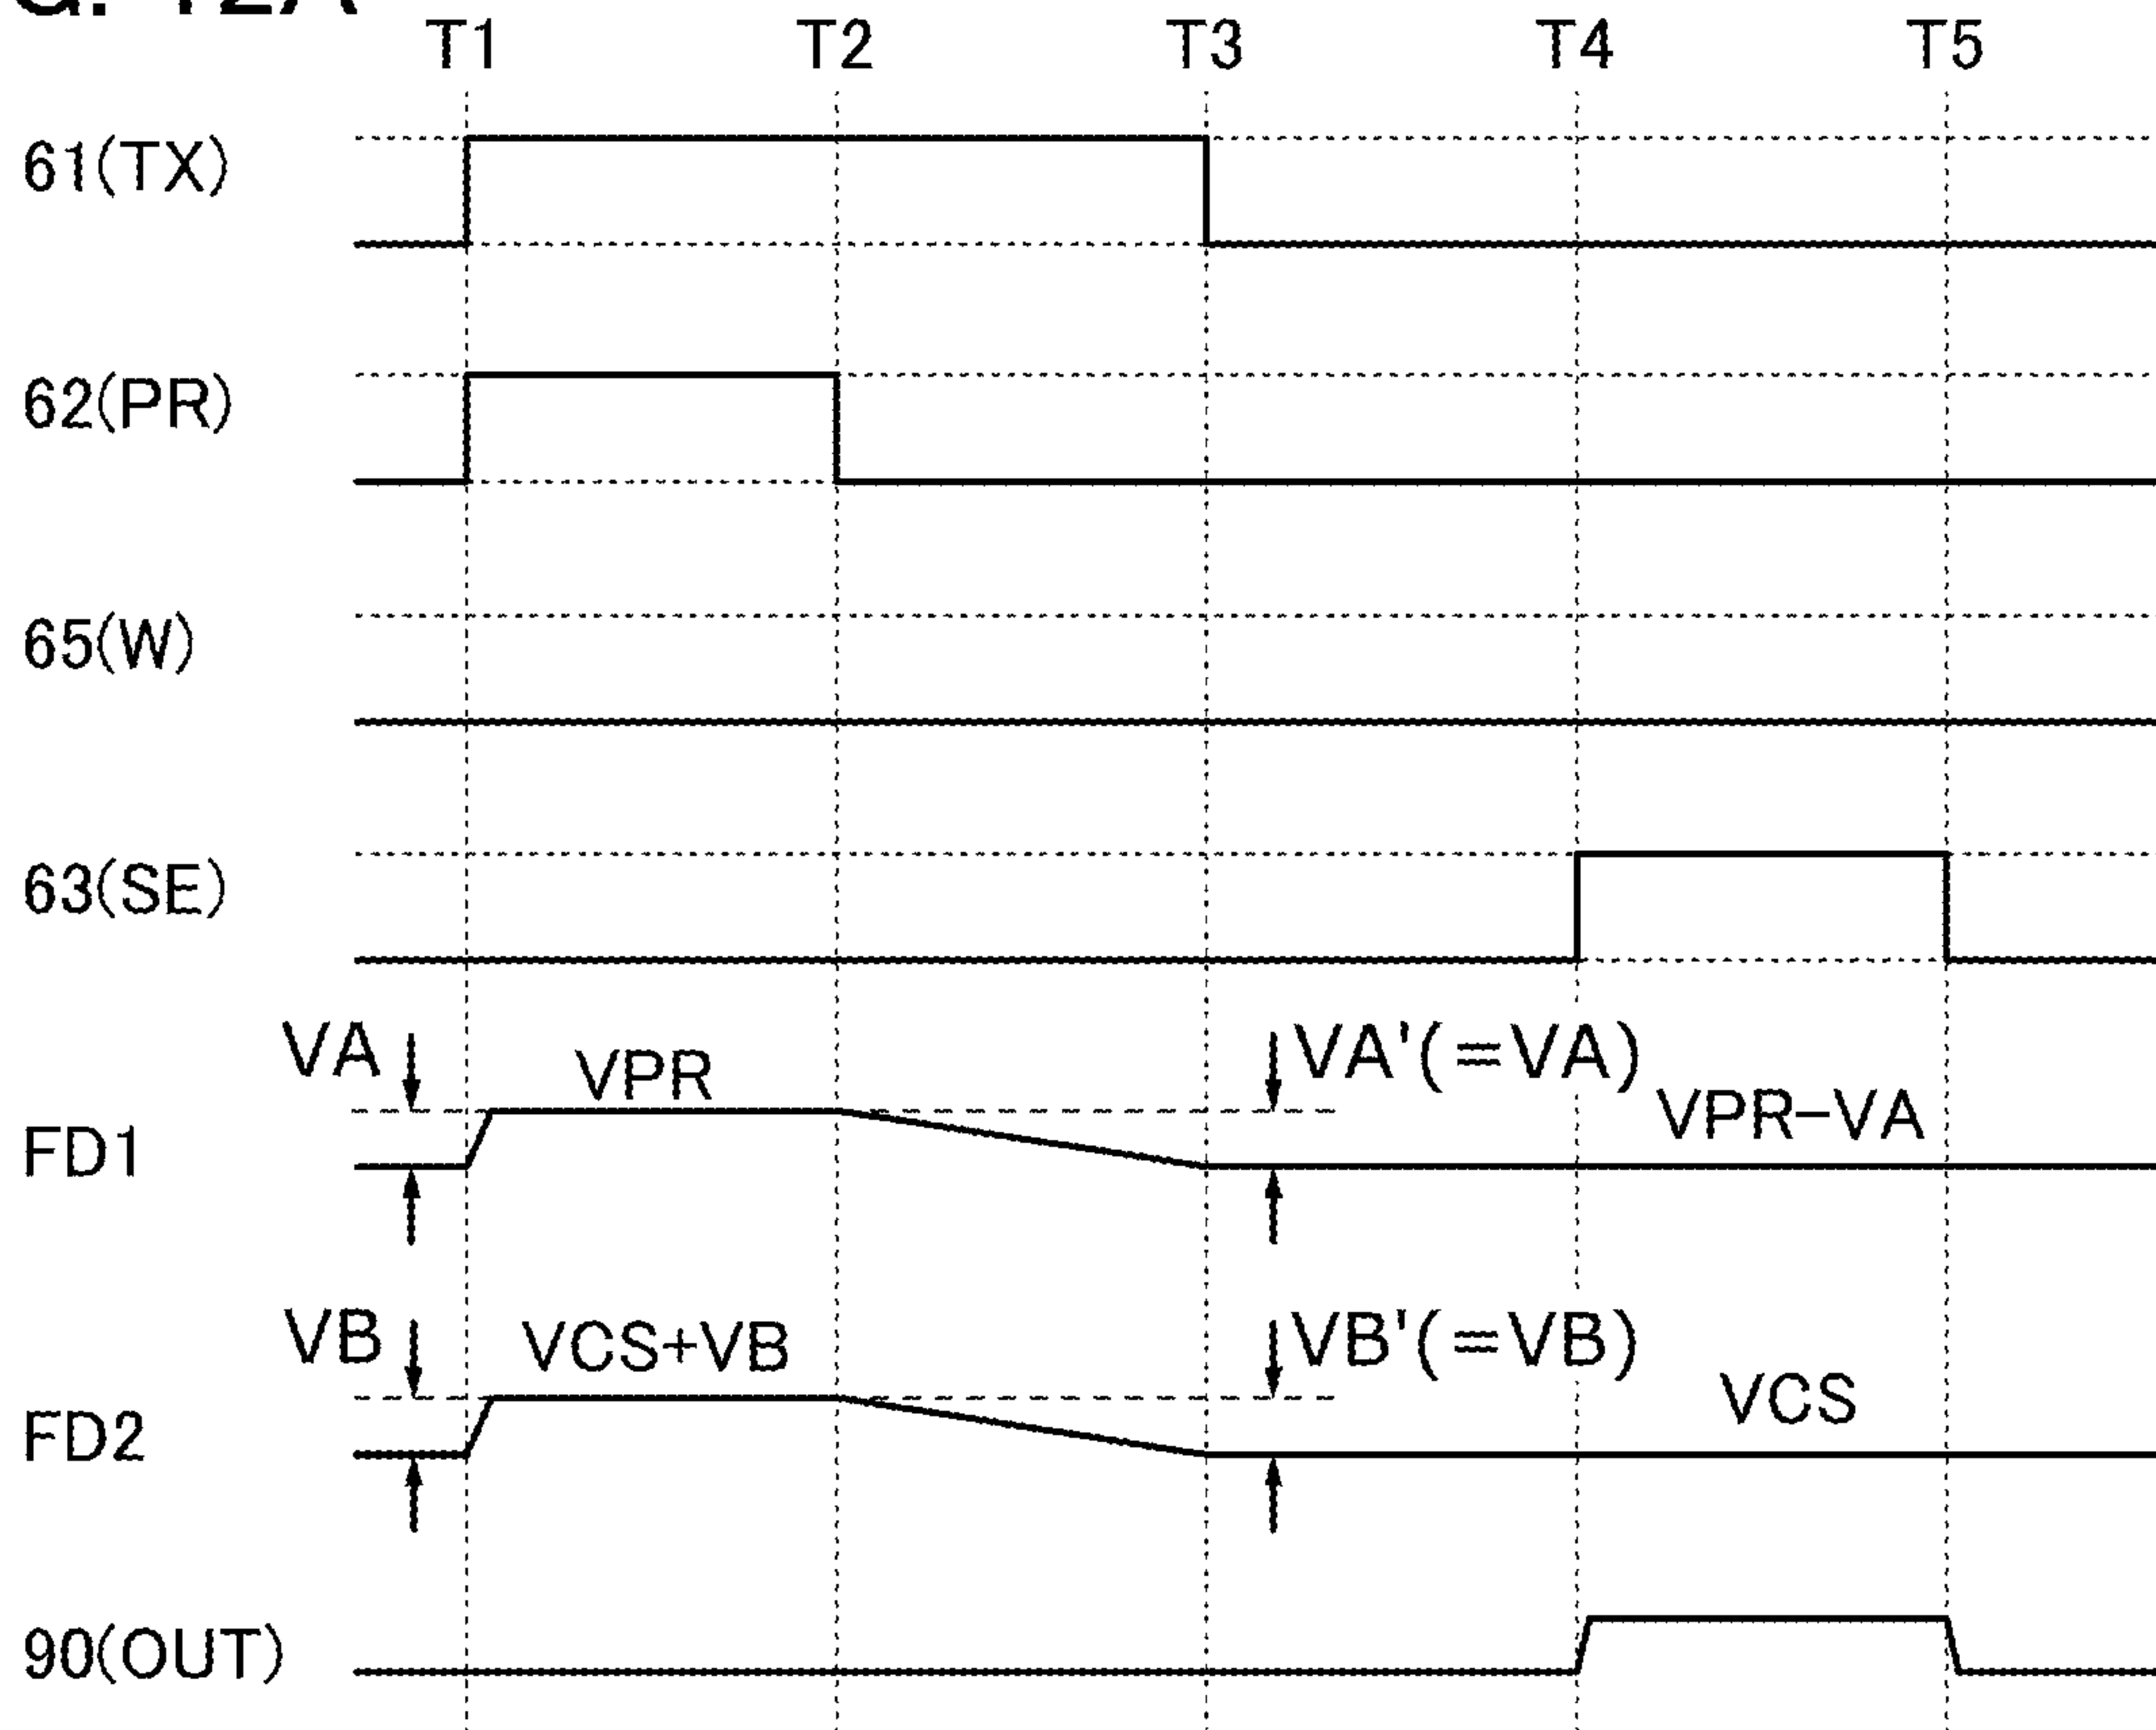 G. 12A
T1 T2 T3 T4 T5
61(TX)
62(PR)
65(W)
63(SE)
VA VPR VA'(=VA) VPR-VA
FD1
VB VCS+VB VB'(=VB) VCS
FD2
90(OUT)